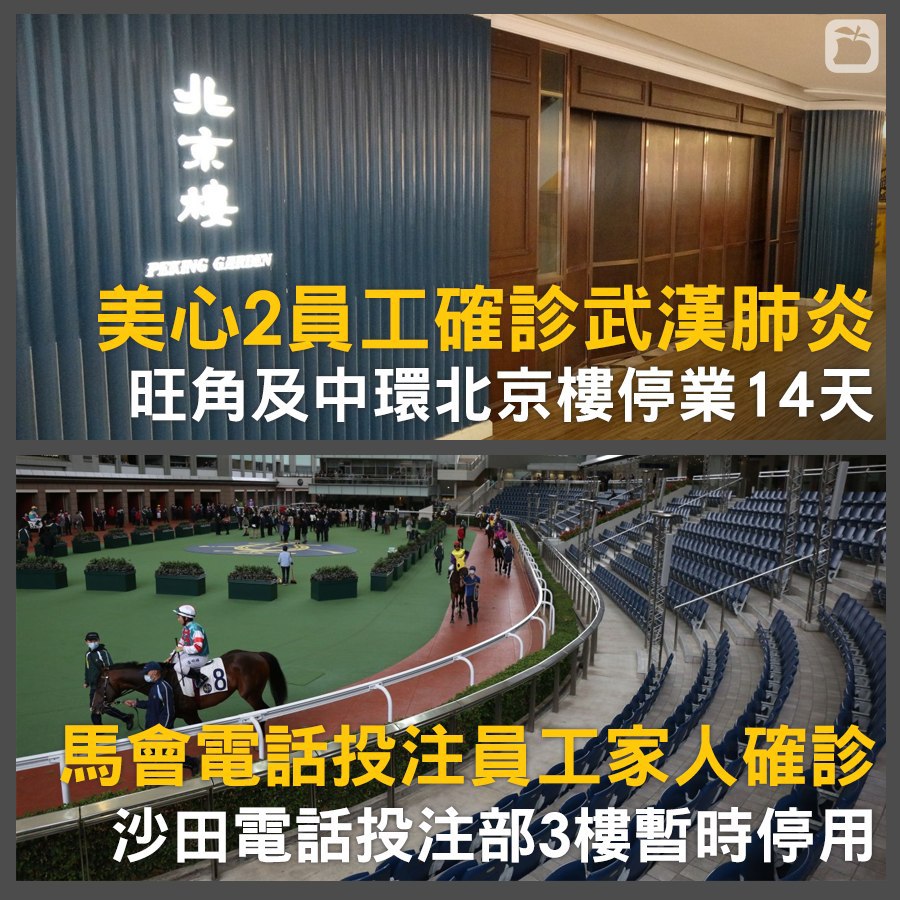 北京樓
PEKING GARDEN
美心2員工確診武漢肺炎
旺角及中環北京樓停業14天
8
馬會電話投注員工家人確診
沙田電話投注部3樓暫時停用